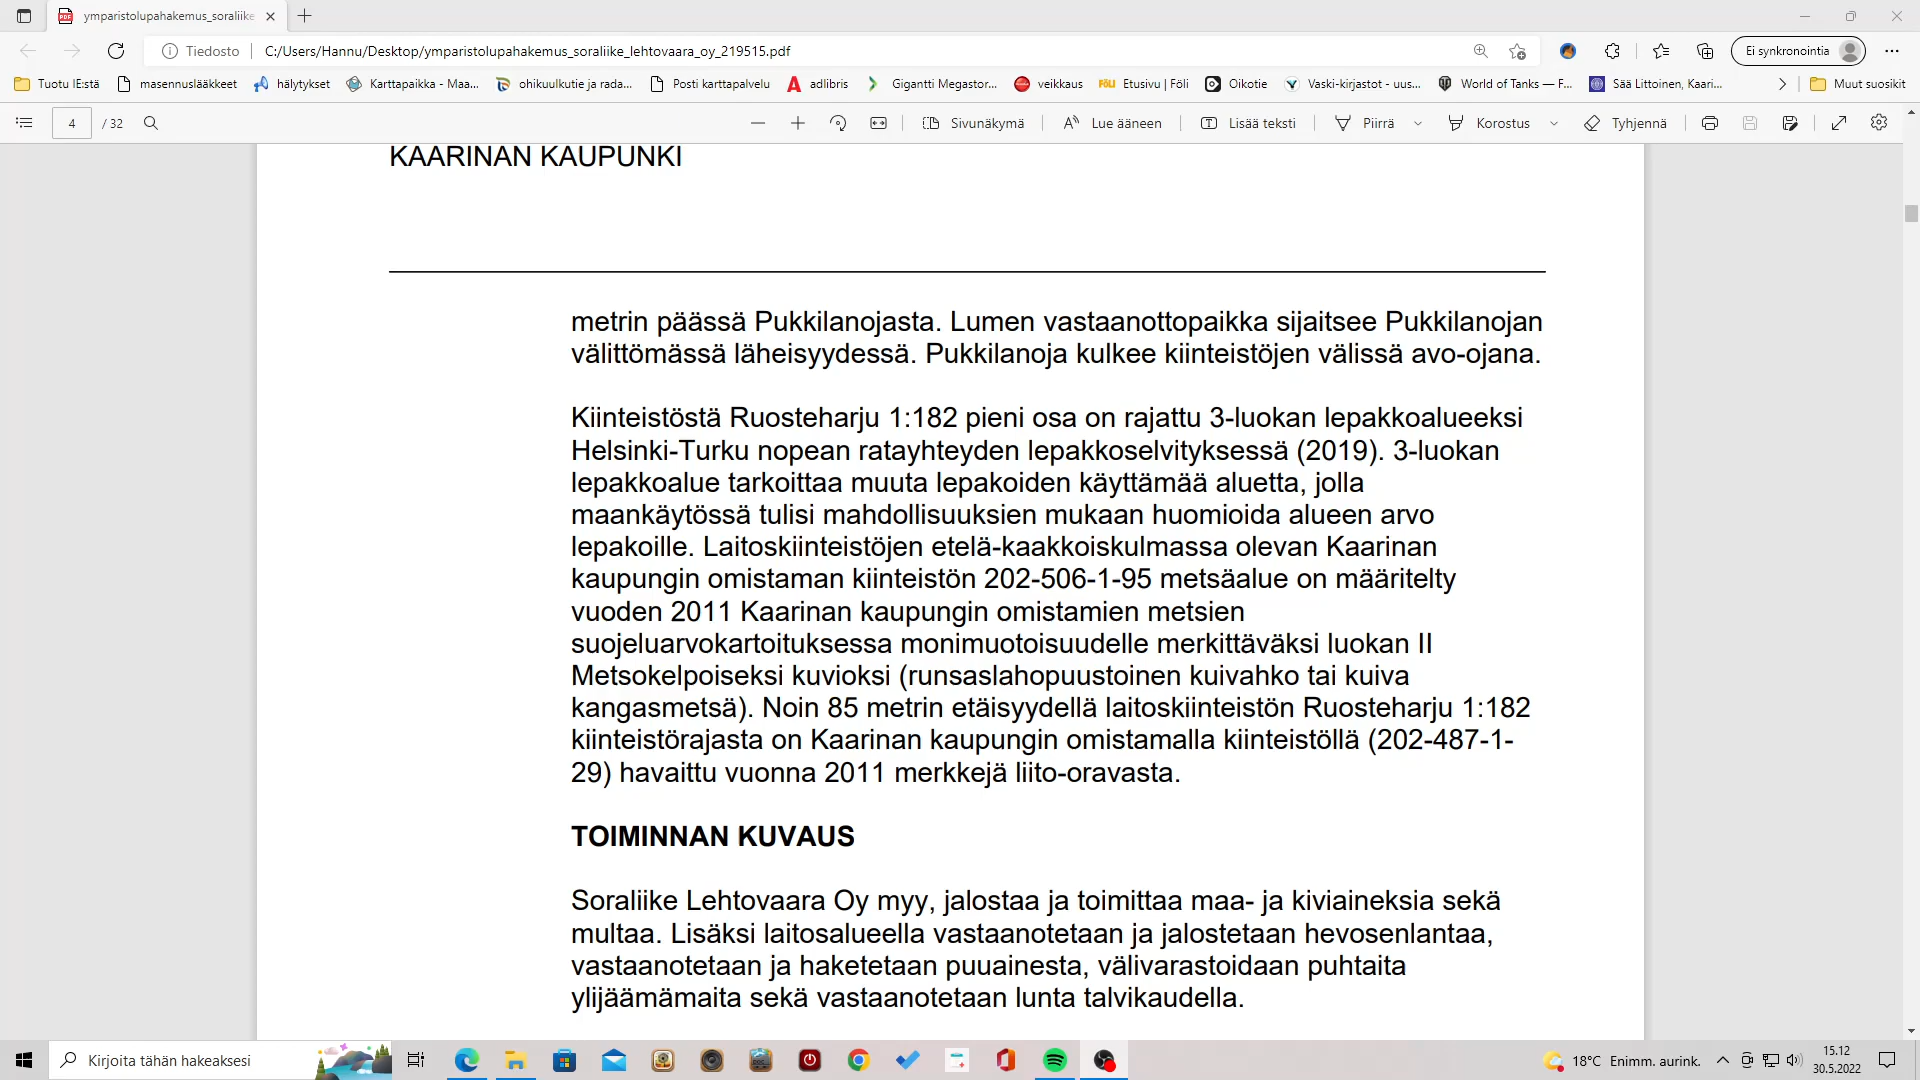 ymparistolupahakemus_soraliike
Tiedosto
C:/Users/Hannu/Desktop/ymparistolupahakemus_soraliike_lehtovaara_oy_219515.pdf
Ei synkronointia
Tuotu IE:stä
masennuslääkkeet
hälytykset
Karttapaikka - Maa...
ohikuulkutie ja rada...
Posti karttapalvelu
adlibris
Gigantti Megastor...
veikkaus
FÖLI
Etusivu | Föli
Oikotie
Vaski-kirjastot - uus...
World of Tanks — F...
Sää Littoinen, Kaari...
Muut suosikit
4
/ 32
Sivunäkymä
Lue ääneen
Lisää teksti
Piirrä
Korostus
Tyhjennä
KAARINAN KAUPUNKI
metrin päässä Pukkilanojasta. Lumen vastaanottopaikka sijaitsee Pukkilanojan
välittömässä läheisyydessä. Pukkilanoja kulkee kiinteistöjen välissä avo-ojana.
Kiinteistöstä Ruosteharju 1:182 pieni osa on rajattu 3-luokan lepakkoalueeksi
Helsinki-Turku nopean ratayhteyden lepakkoselvityksessä (2019). 3-luokan
lepakkoalue tarkoittaa muuta lepakoiden käyttämää aluetta, jolla
maankäytössä tulisi mahdollisuuksien mukaan huomioida alueen arvo
lepakoille. Laitoskiinteistöjen etelä-kaakkoiskulmassa olevan Kaarinan
kaupungin omistaman kiinteistön 202-506-1-95 metsäalue on määritelty
vuoden 2011 Kaarinan kaupungin omistamien metsien
suojeluarvokartoituksessa monimuotoisuudelle merkittäväksi luokan II
Metsokelpoiseksi kuvioksi (runsaslahopuustoinen kuivahko tai kuiva
kangasmetsä). Noin 85 metrin etäisyydellä laitoskiinteistön Ruosteharju 1:182
kiinteistörajasta on Kaarinan kaupungin omistamalla kiinteistöllä (202-487-1-
29) havaittu vuonna 2011 merkkejä liito-oravasta.
TOIMINNAN KUVAUS
Soraliike Lehtovaara Oy myy, jalostaa ja toimittaa maa- ja kiviaineksia sekä
multaa. Lisäksi laitosalueella vastaanotetaan ja jalostetaan hevosenlantaa,
vastaanotetaan ja haketetaan puuainesta, välivarastoidaan puhtaita
ylijäämämaita sekä vastaanotetaan lunta talvikaudella.
Kirjoita tähän hakeaksesi
18°C Enimm. aurink.
15.12
30.5.2022